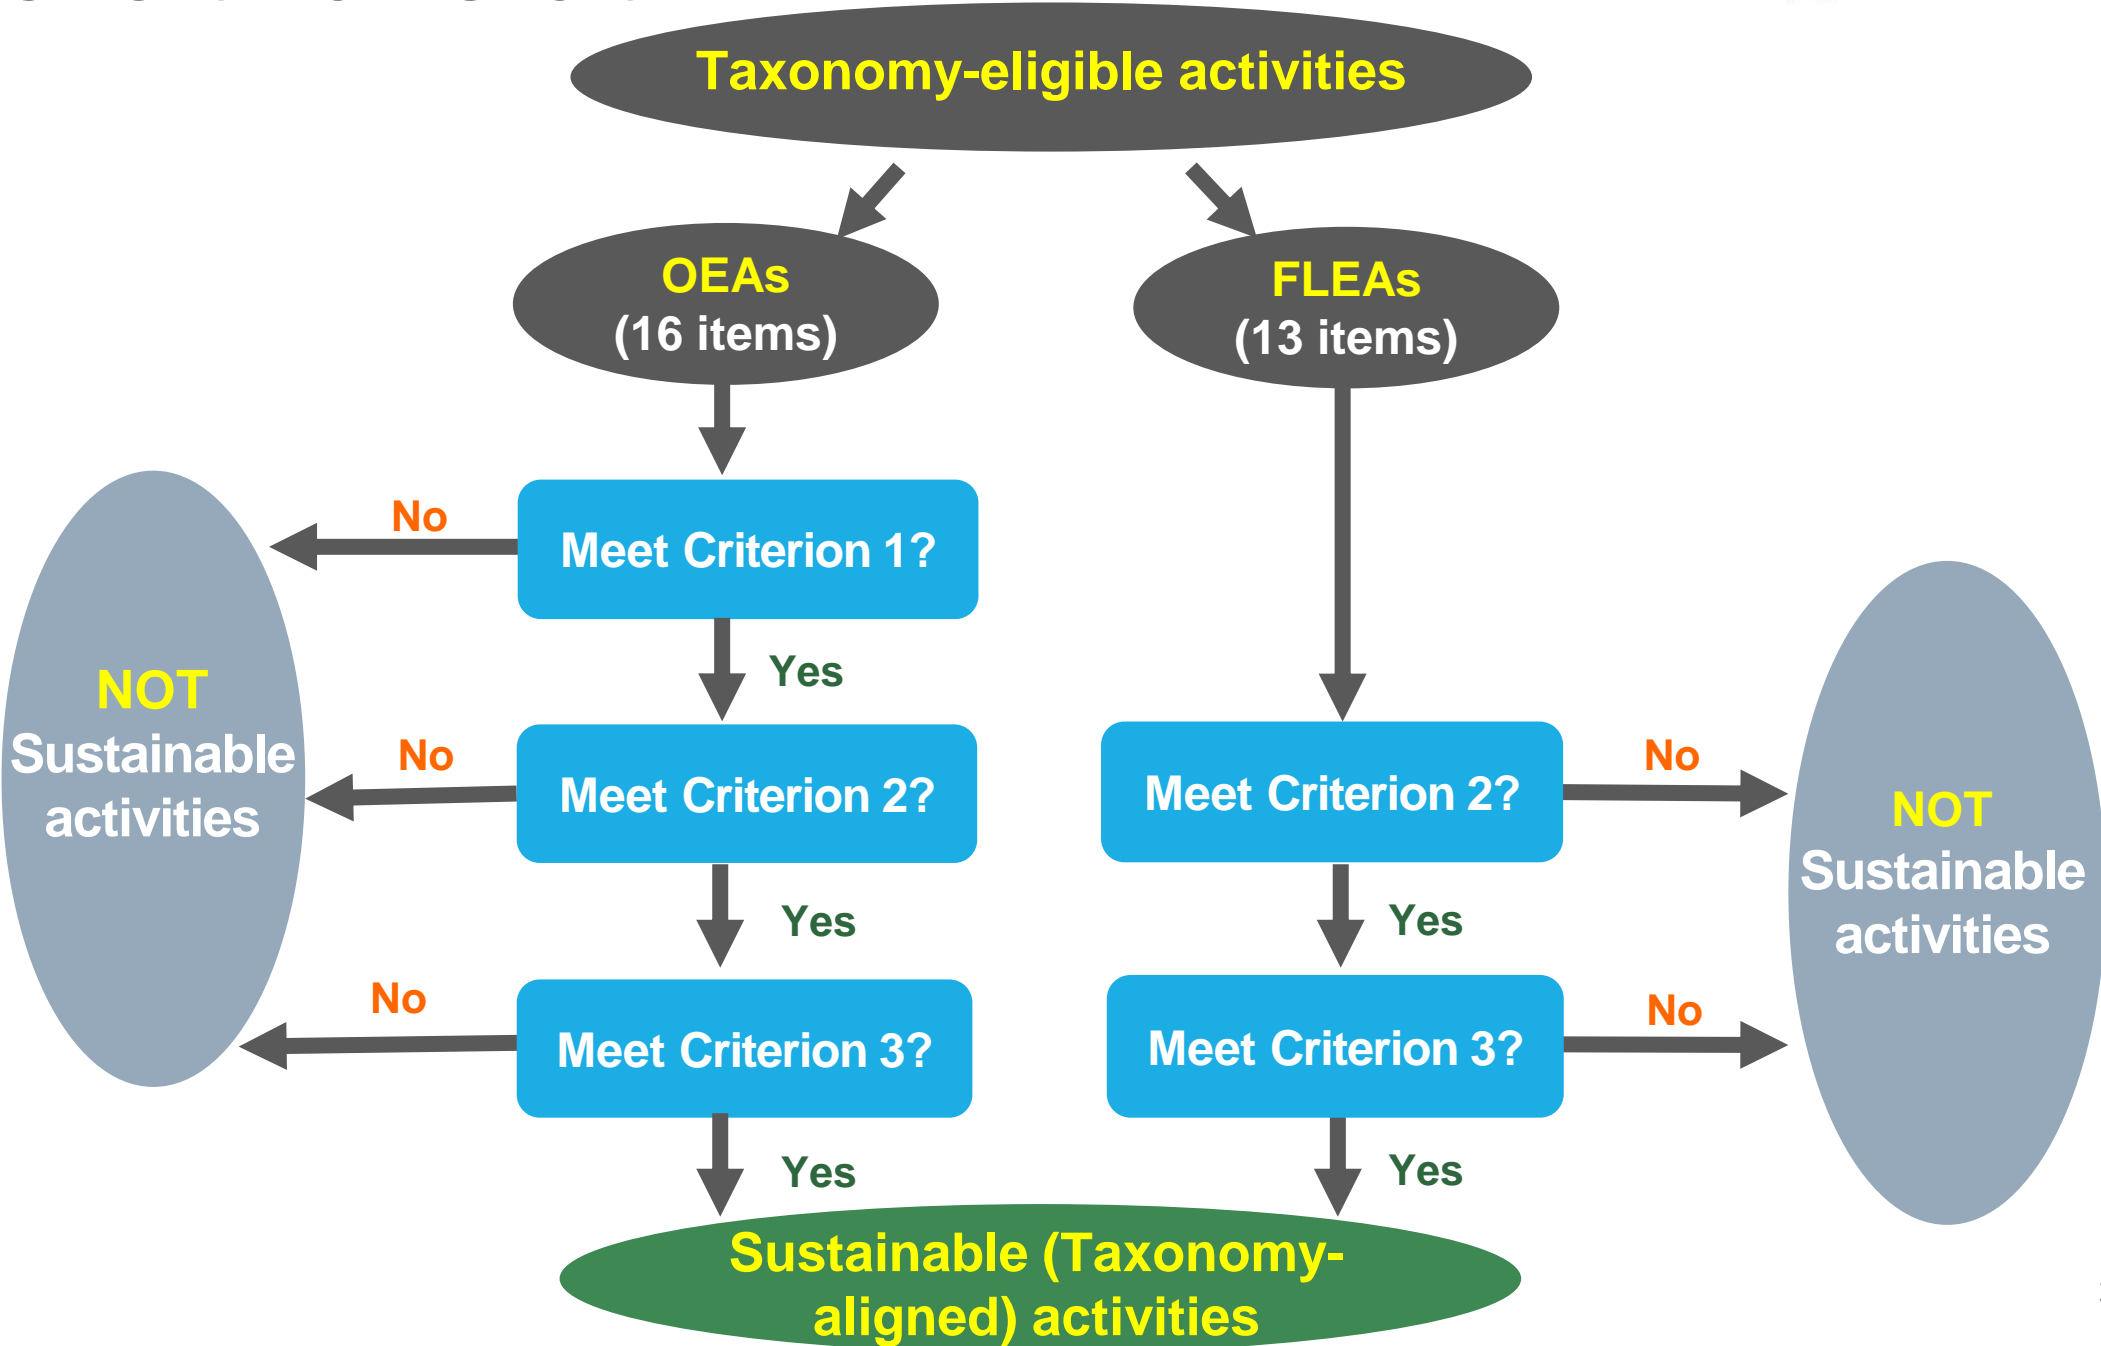 Taxonomy-eligible activities
OEAs
(16 items)
FLEAs
(13 items)
No
Meet Criterion 1?
Yes
NOT
Sustainable
activities
No
Meet Criterion 2?
Meet Criterion 2?
No
NOT
Sustainable
activities
Yes
Yes
No
Meet Criterion 3?
Meet Criterion 3?
No
Yes
Yes
Sustainable (Taxonomy-
aligned) activities